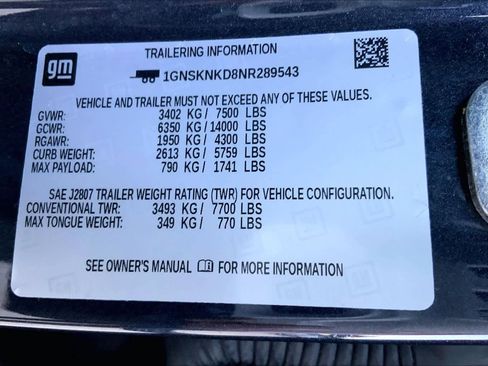 gm
TRAILERING INFORMATION
1GNSKNKD8NR289543
VEHICLE AND TRAILER MUST NOT EXCEED ANY OF THESE VALUES.
GVWR: 3402 KG / 7500 LBS
GCWR: 6350 KG / 14000 LBS
RGAWR: 1950 KG / 4300 LBS
CURB WEIGHT: 2613 KG / 5759 LBS
MAX PAYLOAD: 790 KG / 1741 LBS
SAE J2807 TRAILER WEIGHT RATING (TWR) FOR VEHICLE CONFIGURATION.
CONVENTIONAL TWR: 3493 KG / 7700 LBS
MAX TONGUE WEIGHT: 349 KG / 770 LBS
SEE OWNER'S MANUAL FOR MORE INFORMATION